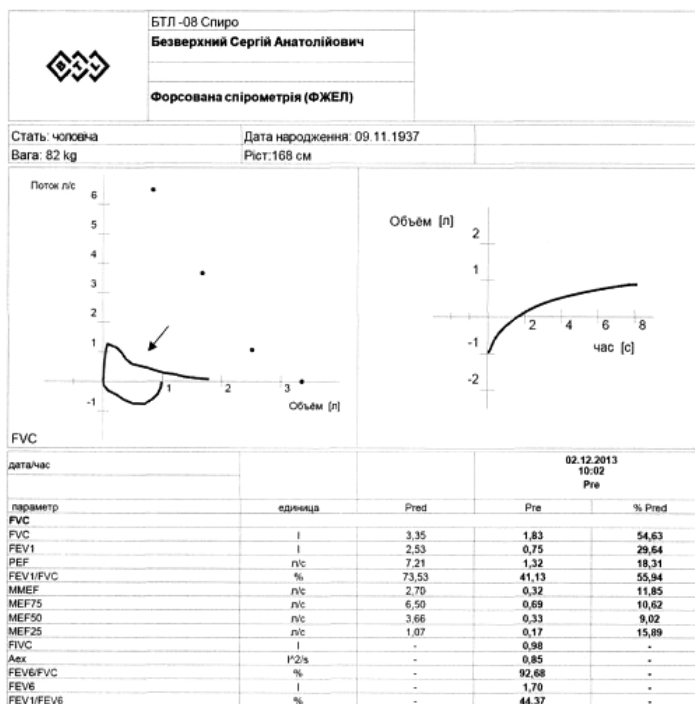 БТЛ -08 Спиро
Безверхний Сергій Анатолійович
Форсована спірометрія (ФЖЕЛ)
Стать: чоловіча Дата народження: 09.11.1937
Вага: 82 kg Ріст:168 см
Поток л/с
6
5
4
3
2
1
-1
1 2 3
Объём [л]
FVC
Объём [л]
2
1
-1
-2
2 4 6 8
час [с]
дата/час 02.12.2013
10:02
Pre
параметр единица Pred Pre % Pred
FVC
FVC l 3,35 1,83 54,63
FEV1 l 2,53 0,75 29,64
PEF л/с 7,21 1,32 18,31
FEV1/FVC % 73,53 41,13 55,94
MMEF л/с 2,70 0,32 11,85
MEF75 л/с 6,50 0,69 10,62
MEF50 л/с 3,66 0,33 9,02
MEF25 л/с 1,07 0,17 15,89
FIVC l - 0,98 -
Aex l^2/s - 0,85 -
FEV6/FVC % - 92,68 -
FEV6 l - 1,70 -
FEV1/FEV6 % - 44,37 -